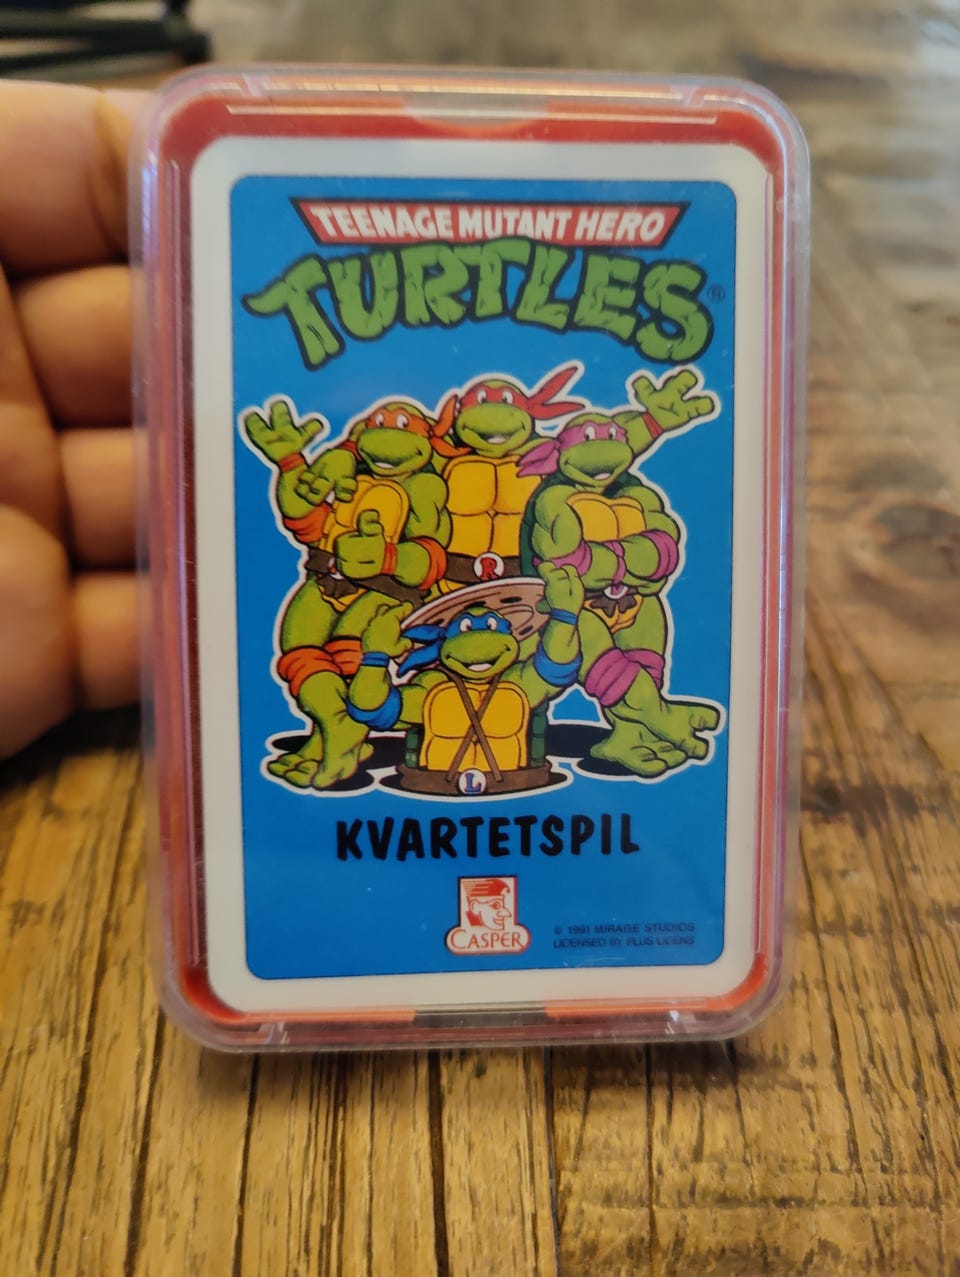 TEENAGE MUTANT HERO
TURTLES®
R
L
KVARTETSPIL
CASPER
© 1991 MIRAGE STUDIOS
LICENSED BY PLUS LICENS